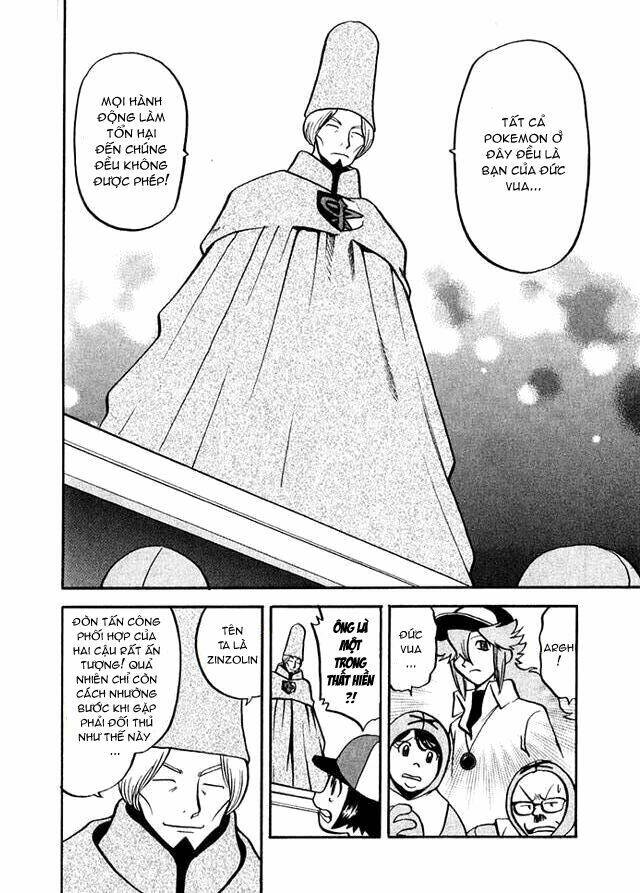 TẤT CẢ
POKEMON Ở
ĐÂY ĐỀU LÀ
BẠN CỦA ĐỨC
VUA...
MỌI HÀNH
ĐỘNG LÀM
TỔN HẠI
ĐẾN CHÚNG
ĐỀU KHÔNG
ĐƯỢC PHÉP!
ARGH
!
ĐỨC
VUA...
ÔNG LÀ
MỘT
TRONG
THẤT HIỀN
?!
TÊN
TA LÀ
ZINZOLIN
ĐÒN TẤN CÔNG
PHỐI HỢP CỦA
HAI CẬU RẤT ẤN
TƯỢNG! QUẢ
NHIÊN CHỈ CÒN
CÁCH NHƯỜNG
BƯỚC KHI GẶP
PHẢI ĐỐI THỦ
NHƯ THẾ NÀY
...